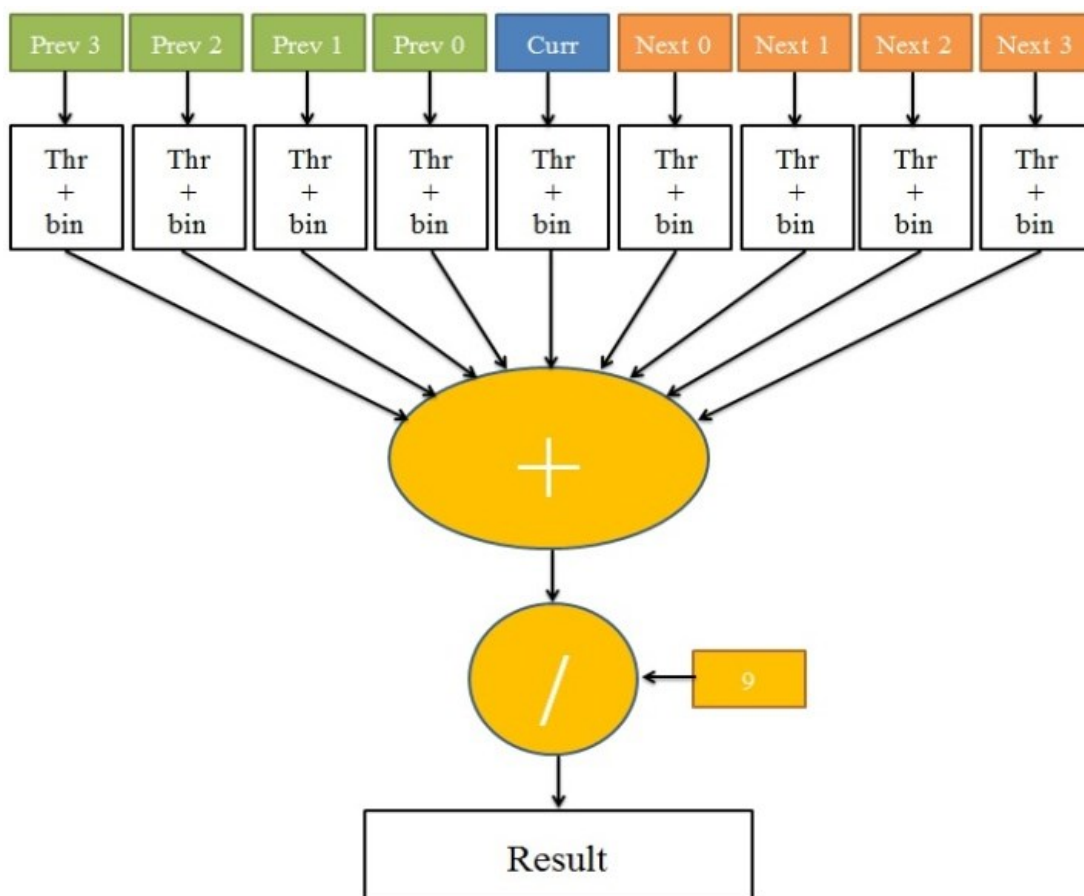 Prev 3 Prev 2 Prev 1 Prev 0 Curr Next 0 Next 1 Next 2 Next 3
Thr Thr Thr Thr Thr Thr Thr Thr Thr
+ + + + + + + + +
bin bin bin bin bin bin bin bin bin
+
/ 9
Result